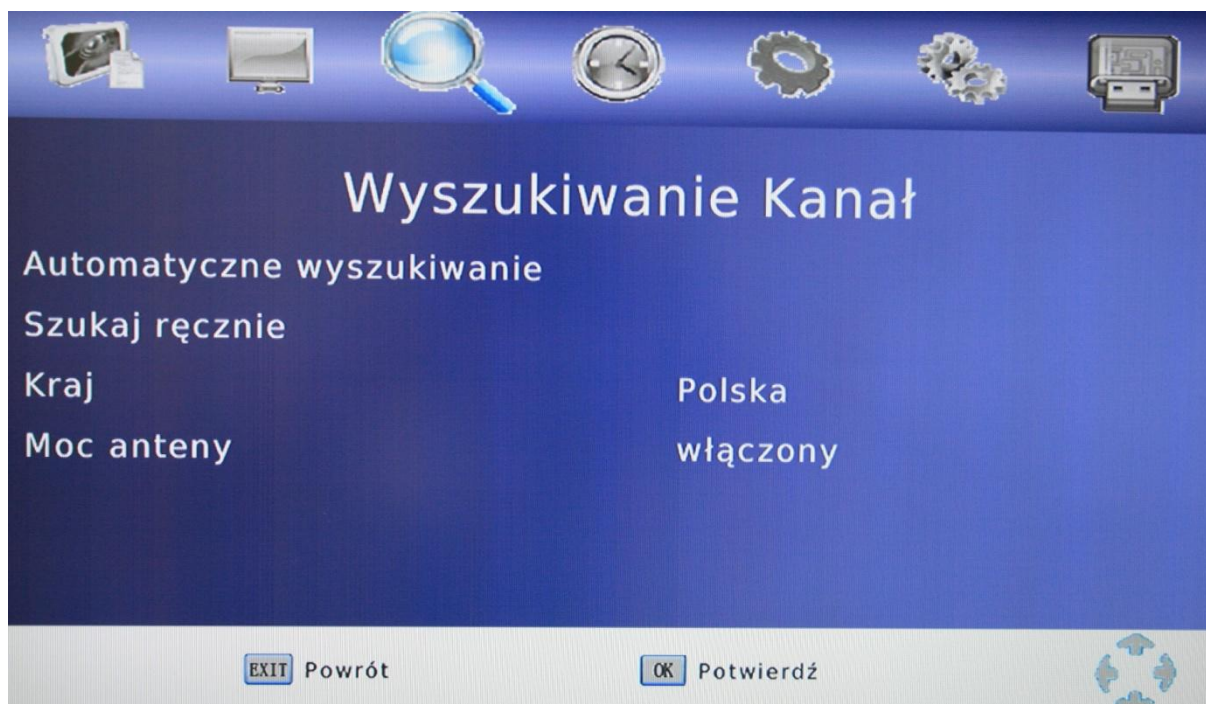 Wyszukiwanie Kanał
Automatyczne wyszukiwanie
Szukaj ręcznie
Kraj Polska
Moc anteny włączony
EXIT Powrót OK Potwierdź